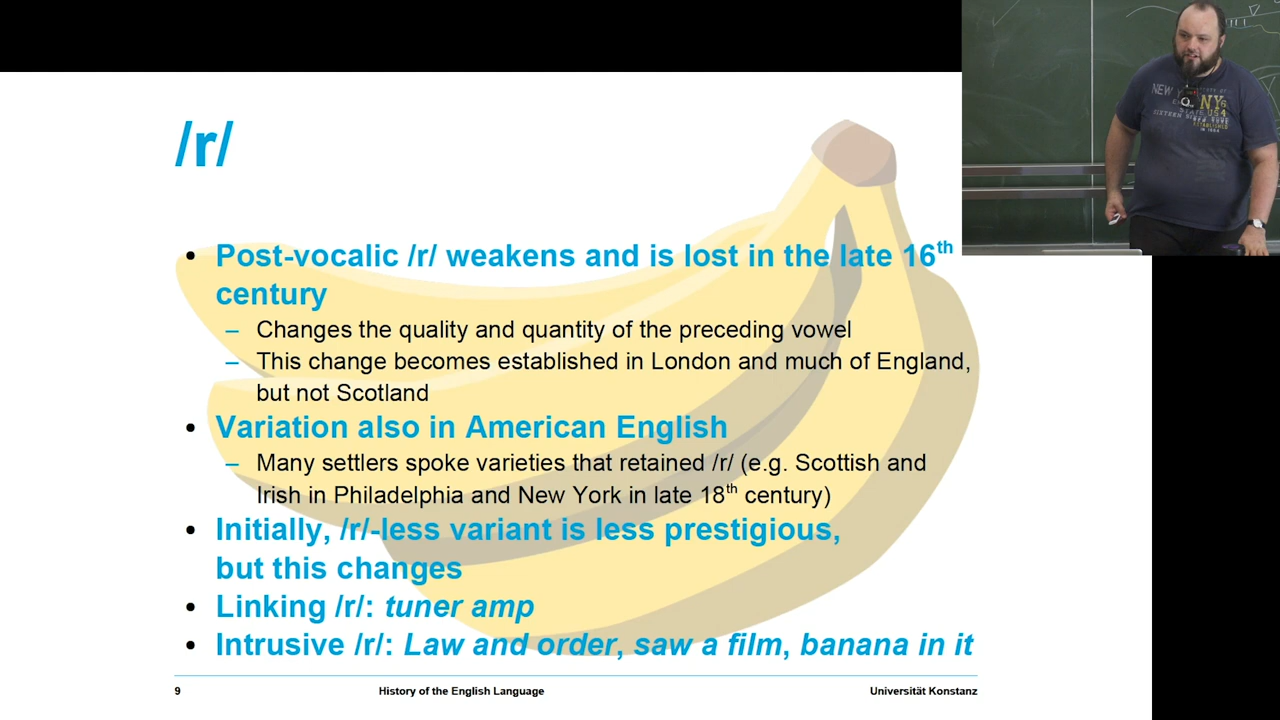 /r/
• Post-vocalic /r/ weakens and is lost in the late 16th
century
– Changes the quality and quantity of the preceding vowel
– This change becomes established in London and much of England,
but not Scotland
• Variation also in American English
– Many settlers spoke varieties that retained /r/ (e.g. Scottish and
Irish in Philadelphia and New York in late 18th century)
• Initially, /r/-less variant is less prestigious,
but this changes
• Linking /r/: tuner amp
• Intrusive /r/: Law and order, saw a film, banana in it
9 History of the English Language Universität Konstanz
NEW
NY
STATE
ESTABLISHED